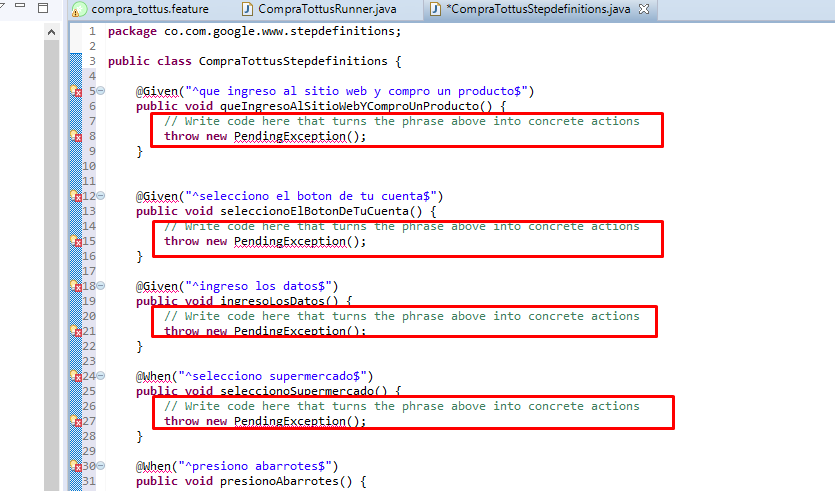 compra_tottus.feature
CompraTottusRunner.java
*CompraTottusStepdefinitions.java
1 package co.com.google.www.stepdefinitions;
2
3 public class CompraTottusStepdefinitions {
4
5 @Given("^que ingreso al sitio web y compro un producto$")
6 public void queIngresoAlSitioWebYComproUnProducto() {
7 // Write code here that turns the phrase above into concrete actions
8 throw new PendingException();
9 }
10
11
12 @Given("^selecciono el boton de tu cuenta$")
13 public void seleccionoElBotonDeTuCuenta() {
14 // Write code here that turns the phrase above into concrete actions
15 throw new PendingException();
16 }
17
18 @Given("^ingreso los datos$")
19 public void ingresoLosDatos() {
20 // Write code here that turns the phrase above into concrete actions
21 throw new PendingException();
22 }
23
24 @When("^selecciono supermercado$")
25 public void seleccionoSupermercado() {
26 // Write code here that turns the phrase above into concrete actions
27 throw new PendingException();
28 }
29
30 @When("^presiono abarrotes$")
31 public void presionoAbarrotes() {